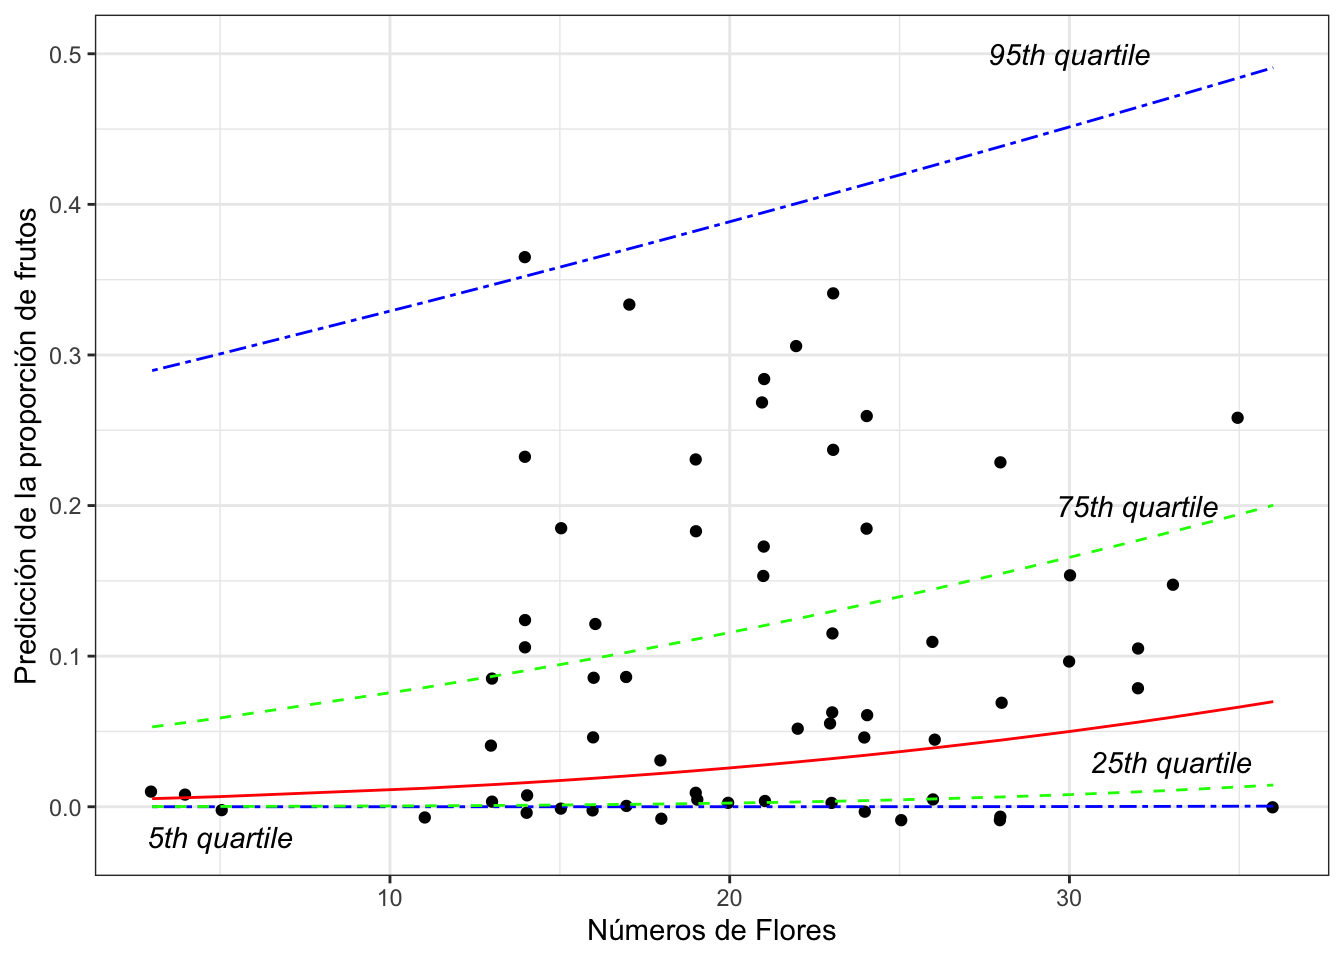 95th quartile
75th quartile
25th quartile
5th quartile
0.5
0.4
0.3
0.2
0.1
0.0
10
20
30
Números de Flores
Predicción de la proporción de frutos